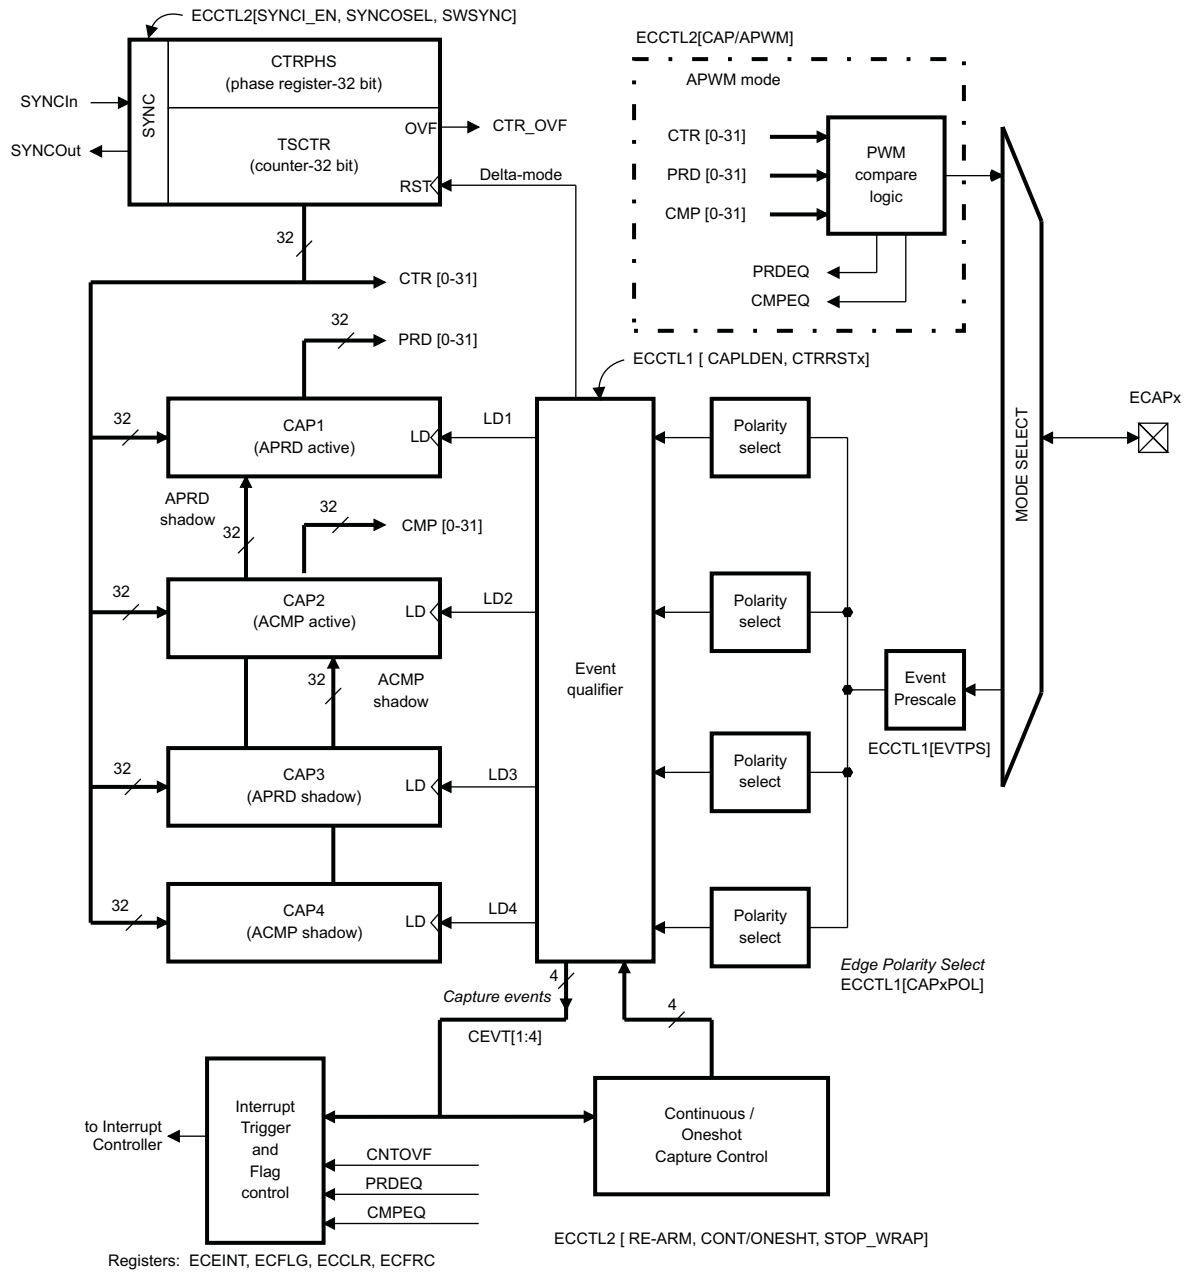 ECCTL2[SYNCI_EN, SYNCOSEL, SWSYNC]
SYNC
CTRPHS
(phase register-32 bit)
SYNCIn
SYNCOut
TSCTR
(counter-32 bit)
OVF
RST
CTR_OVF
Delta-mode
ECCTL2[CAP/APWM]
APWM mode
CTR [0-31]
PRD [0-31]
CMP [0-31]
PWM
compare
logic
PRDEQ
CMPEQ
32
CTR [0-31]
32
PRD [0-31]
ECCTL1 [ CAPLDEN, CTRRSTx]
32
CAP1
(APRD active)
LD
LD1
Polarity
select
MODE SELECT
ECAPx
APRD
shadow
32
32
CMP [0-31]
32
CAP2
(ACMP active)
LD
LD2
Polarity
select
32
ACMP
shadow
Event
qualifier
Event
Prescale
ECCTL1[EVTPS]
32
CAP3
(APRD shadow)
LD
LD3
Polarity
select
32
CAP4
(ACMP shadow)
LD
LD4
Polarity
select
Edge Polarity Select
ECCTL1[CAPxPOL]
4
Capture events
CEVT[1:4]
4
to Interrupt
Controller
Interrupt
Trigger
and
Flag
control
CNTOVF
PRDEQ
CMPEQ
Continuous /
Oneshot
Capture Control
ECCTL2 [ RE-ARM, CONT/ONESHT, STOP_WRAP]
Registers: ECEINT, ECFLG, ECCLR, ECFRC